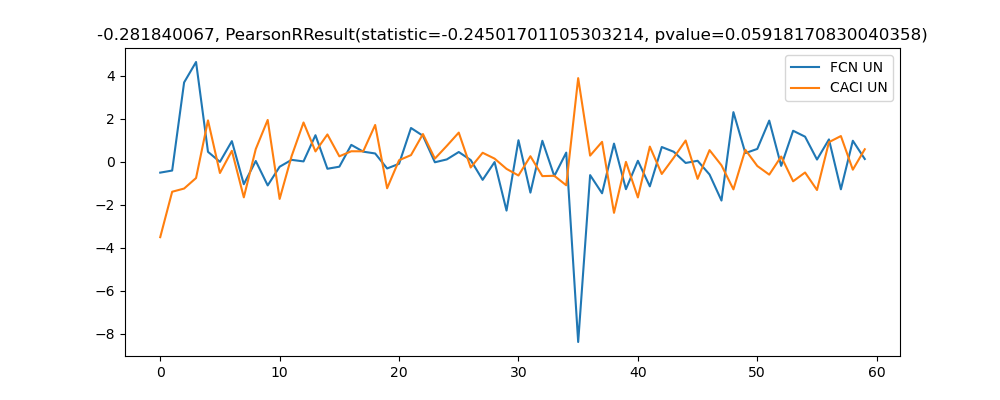 -0.281840067, PearsonRResult(statistic=-0.24501701105303214, pvalue=0.05918170830040358)
FCN UN
CACI UN
4
2
0
−2
−4
−6
−8
0 10 20 30 40 50 60